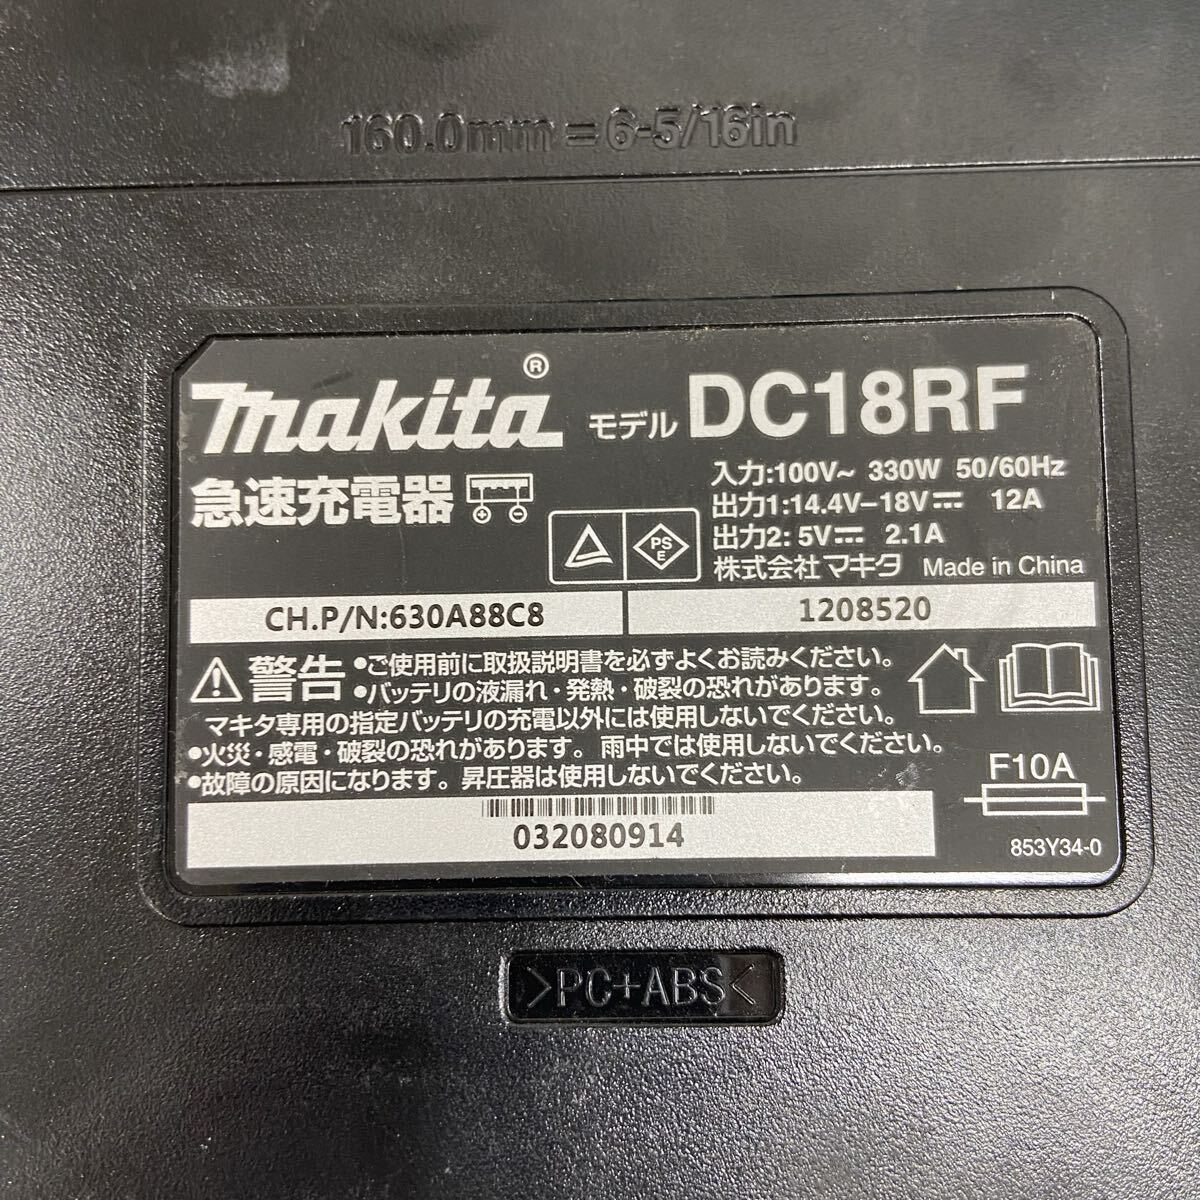 160.0mm=6-5/16in
makita® モデル DC18RF
急速充電器
入力:100V~ 330W 50/60Hz
出力1:14.4V–18V⎓ 12A
出力2: 5V⎓ 2.1A
PS
E
株式会社マキタ Made in China
CH.P/N:630A88C8 1208520
警告 •ご使用前に取扱説明書を必ずよくお読みください。
•バッテリの液漏れ・発熱・破裂の恐れがあります。
マキタ専用の指定バッテリの充電以外には使用しないでください。
•火災・感電・破裂の恐れがあります。雨中では使用しないでください。
•故障の原因になります。昇圧器は使用しないでください。
F10A
032080914
853Y34-0
>PC+ABS<